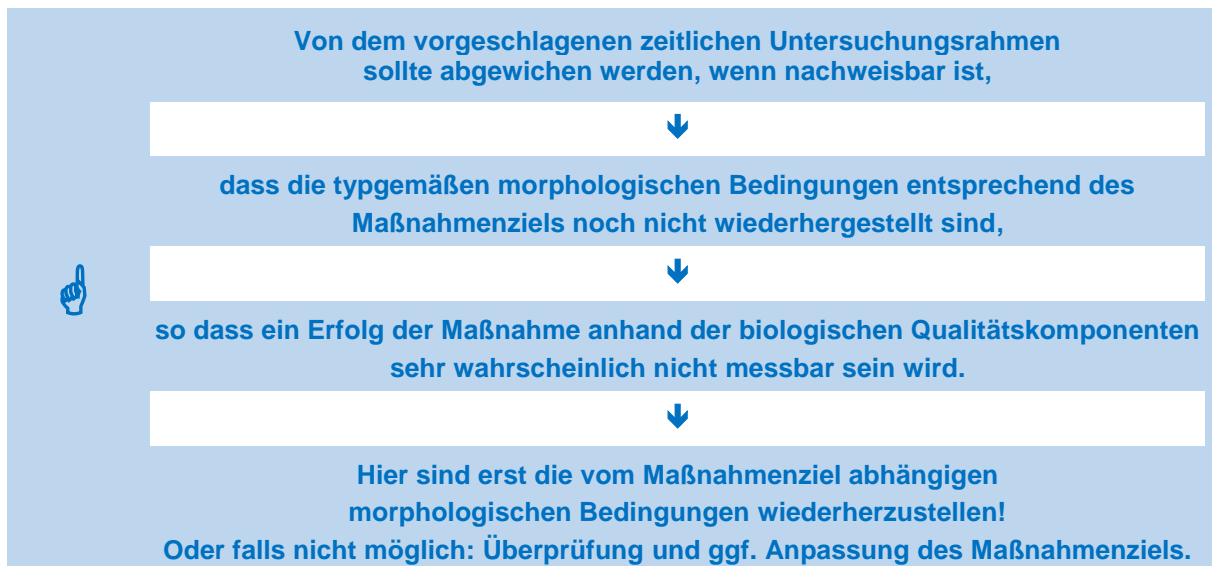 Von dem vorgeschlagenen zeitlichen Untersuchungsrahmen
sollte abgewichen werden, wenn nachweisbar ist,
dass die typgemäßen morphologischen Bedingungen entsprechend des
Maßnahmenziels noch nicht wiederhergestellt sind,
so dass ein Erfolg der Maßnahme anhand der biologischen Qualitätskomponenten
sehr wahrscheinlich nicht messbar sein wird.
Hier sind erst die vom Maßnahmenziel abhängigen
morphologischen Bedingungen wiederherzustellen!
Oder falls nicht möglich: Überprüfung und ggf. Anpassung des Maßnahmenziels.